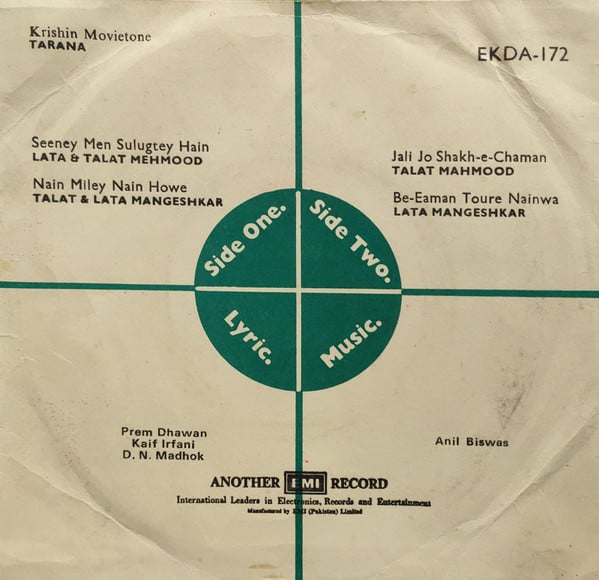 Krishin Movietone
TARANA
EKDA-172
Seeney Men Sulugtey Hain
LATA & TALAT MEHMOOD
Nain Miley Nain Howe
TALAT & LATA MANGESHKAR
Jali Jo Shakh-e-Chaman
TALAT MAHMOOD
Be-Eaman Toure Nainwa
LATA MANGESHKAR
Side One.
Side Two.
Lyric.
Music.
Prem Dhawan
Kaif Irfani
D. N. Madhok
Anil Biswas
ANOTHER EMI RECORD
International Leaders in Electronics, Records and Entertainment
Manufactured by EMI (Pakistan) Limited